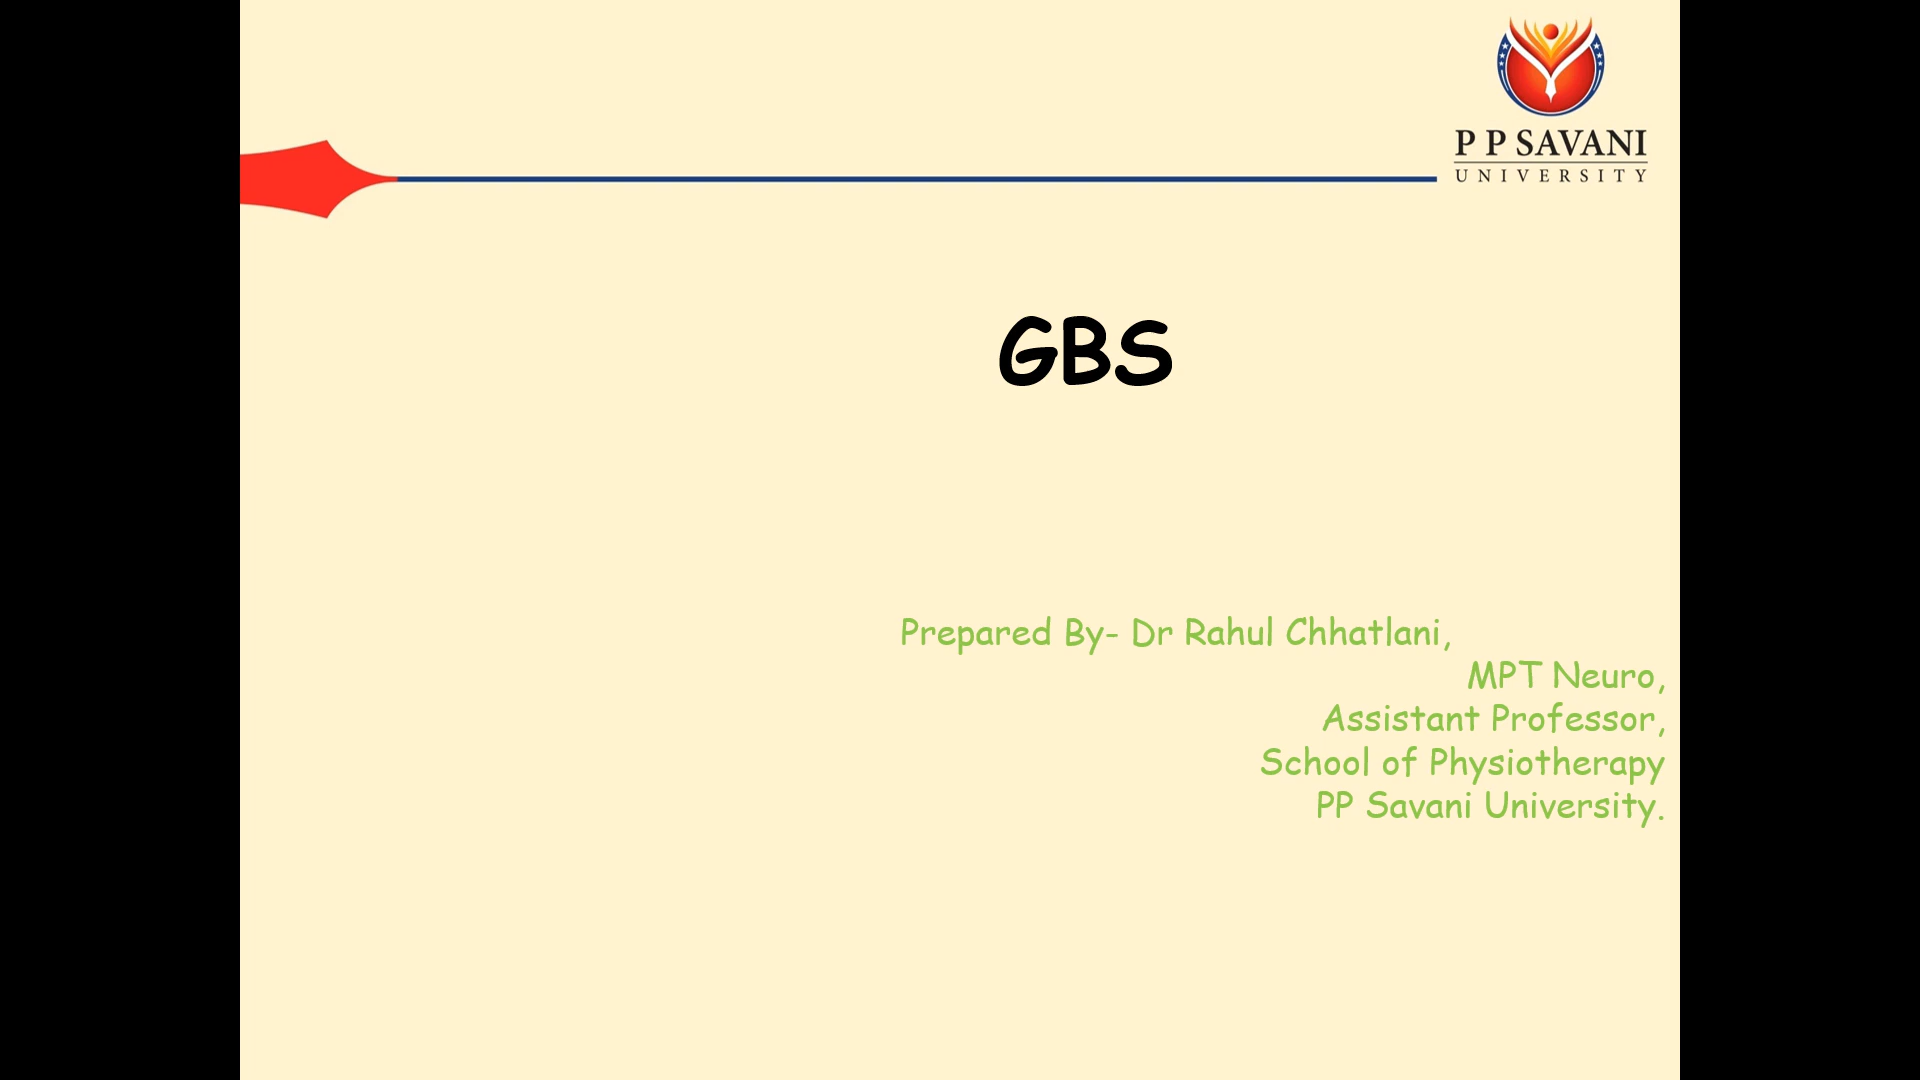 P P SAVANI
UNIVERSITY
GBS
Prepared By- Dr Rahul Chhatlani,
MPT Neuro,
Assistant Professor,
School of Physiotherapy
PP Savani University.